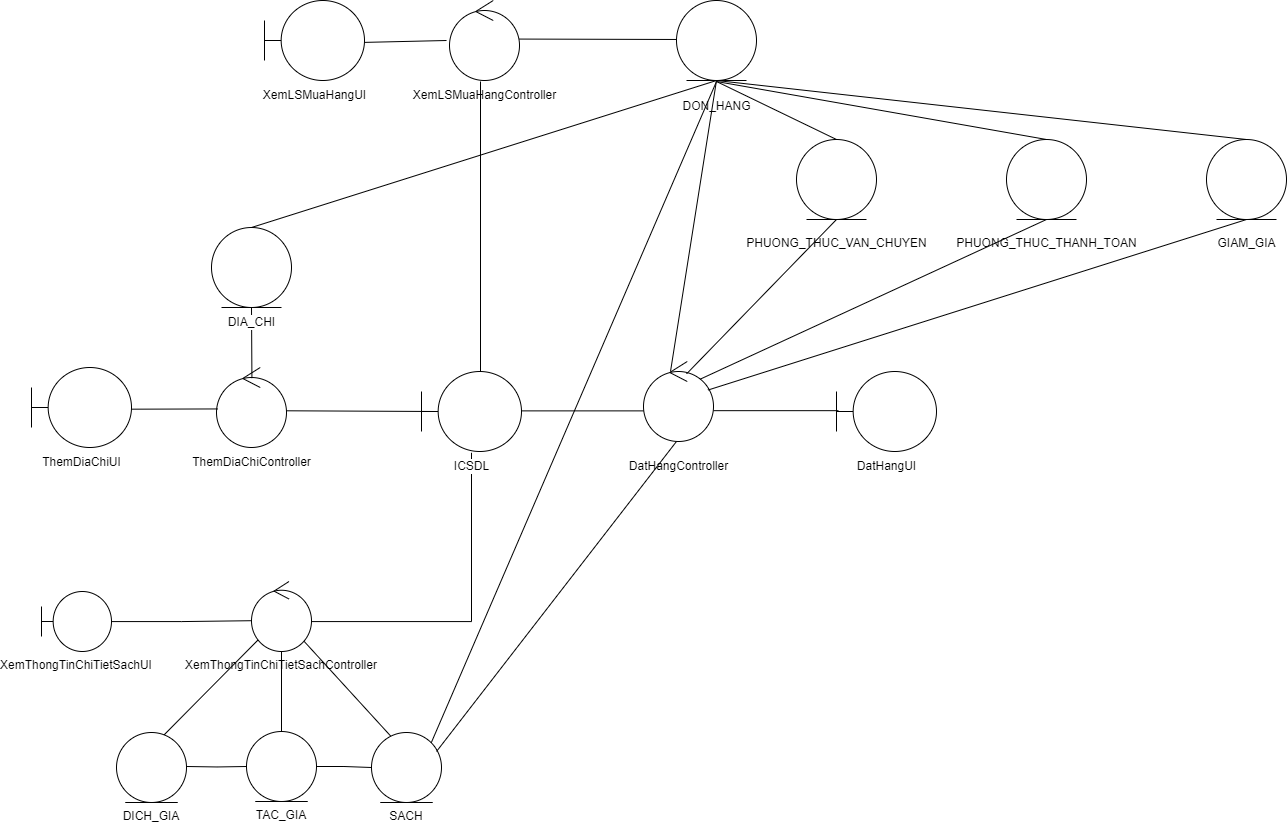 XemLSMuaHangUI
XemLSMuaHangController
DON_HANG
PHUONG_THUC_VAN_CHUYEN
PHUONG_THUC_THANH_TOAN
GIAM_GIA
DIA_CHI
ThemDiaChiUI
ThemDiaChiController
ICSDL
DatHangController
DatHangUI
XemThongTinChiTietSachUI
XemThongTinChiTietSachController
DICH_GIA
TAC_GIA
SACH